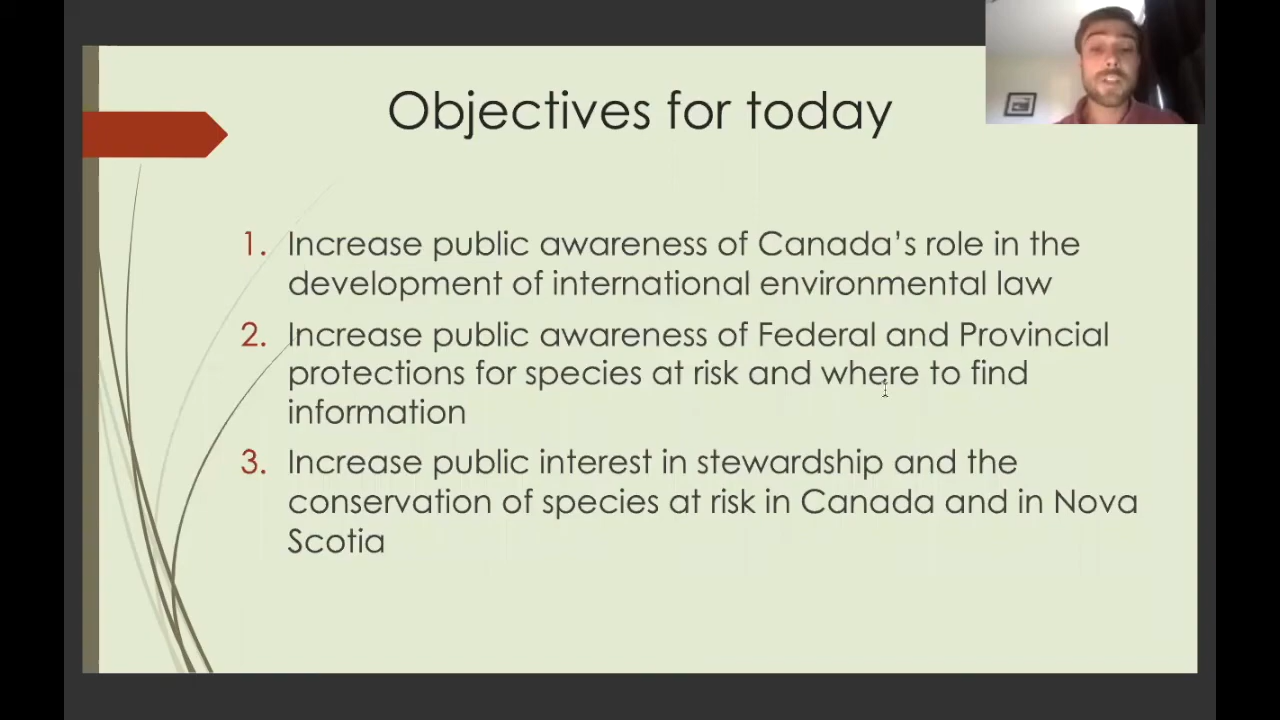 Objectives for today
1. Increase public awareness of Canada's role in the
development of international environmental law
2. Increase public awareness of Federal and Provincial
protections for species at risk and where to find
information
3. Increase public interest in stewardship and the
conservation of species at risk in Canada and in Nova
Scotia